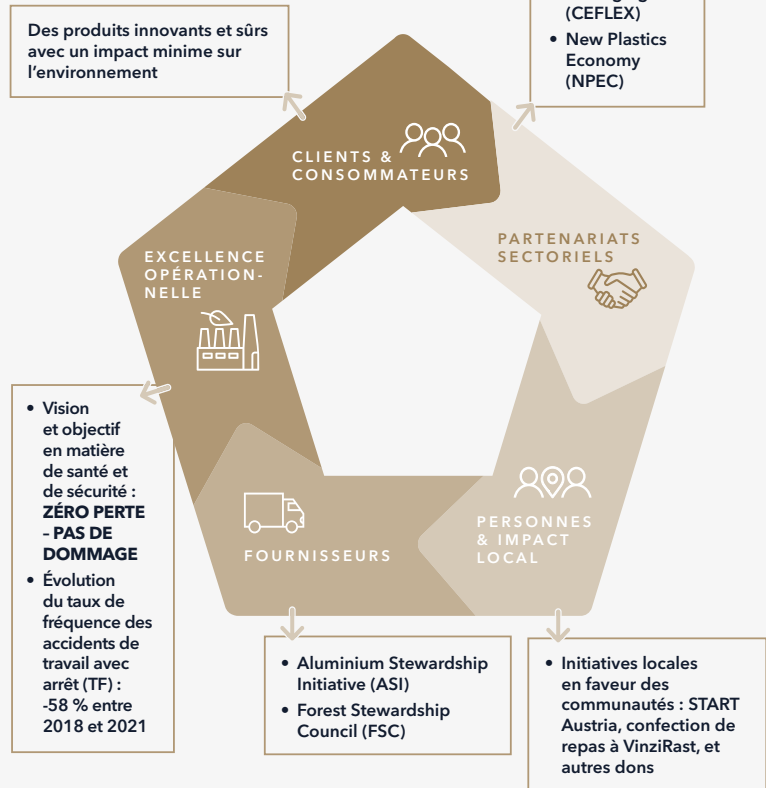 Des produits innovants et sûrs
avec un impact minime sur
l’environnement
(CEFLEX)
• New Plastics
Economy
(NPEC)
CLIENTS &
CONSOMMATEURS
PARTENARIATS
SECTORIELS
EXCELLENCE
OPÉRATION-
NELLE
• Vision
et objectif
en matière
de santé et
de sécurité :
ZÉRO PERTE
– PAS DE
DOMMAGE
• Évolution
du taux de
fréquence des
accidents de
travail avec
arrêt (TF) :
-58 % entre
2018 et 2021
FOURNISSEURS
PERSONNES
& IMPACT
LOCAL
• Aluminium Stewardship
Initiative (ASI)
• Forest Stewardship
Council (FSC)
• Initiatives locales
en faveur des
communautés : START
Austria, confection de
repas à VinziRast, et
autres dons